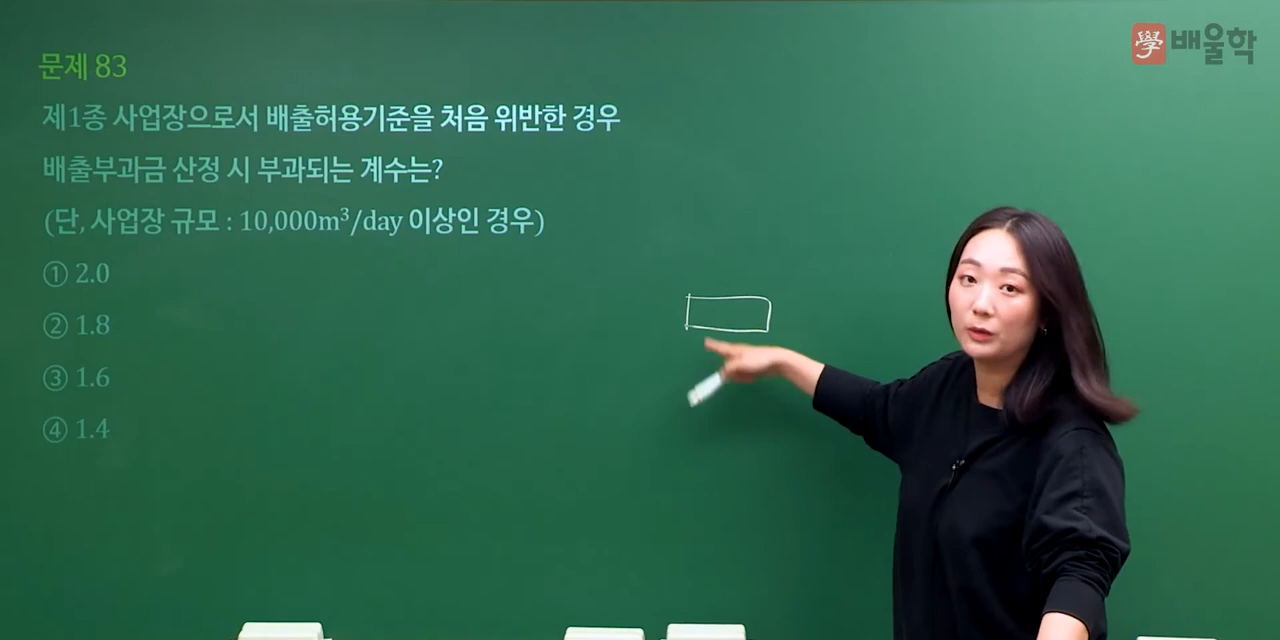 學 배울학
문제 83
제1종 사업장으로서 배출허용기준을 처음 위반한 경우
배출부과금 산정 시 부과되는 계수는?
(단, 사업장 규모 : 10,000m³/day 이상인 경우)
① 2.0
② 1.8
③ 1.6
④ 1.4